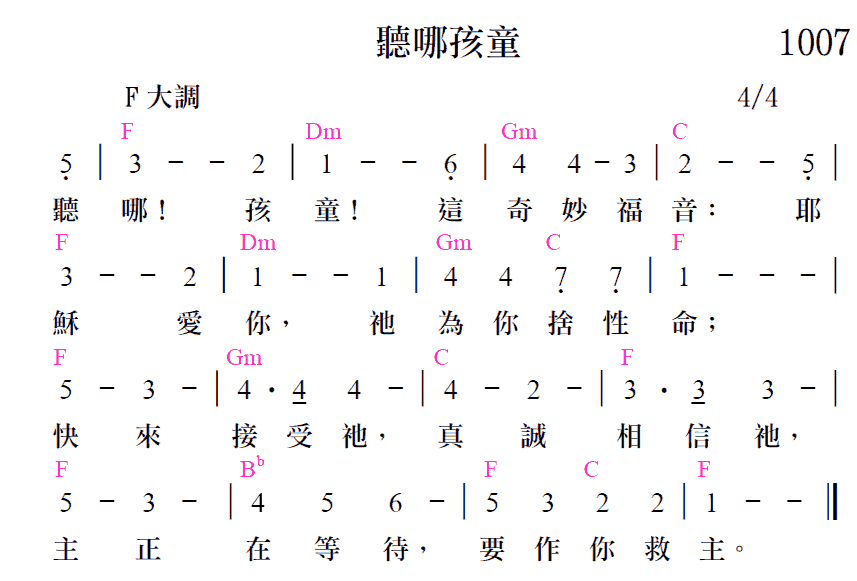 聽哪孩童 1007
F 大調 4/4
F Dm Gm C
5̣ | 3 - - 2 | 1 - - 6̣ | 4 4 - 3 | 2 - - 5̣ |
聽 哪! 孩 童! 這 奇 妙 福 音: 耶
F Dm Gm C F
3 - - 2 | 1 - - 1 | 4 4 7̣ 7̣ | 1 - - - |
穌 愛 你, 祂 為 你 捨 性 命;
F Gm C F
5 - 3 - | 4 · 4̲ 4 - | 4 - 2 - | 3 · 3̲ 3 - |
快 來 接 受 祂, 真 誠 相 信 祂,
F Bb F C F
5 - 3 - | 4 5 6 - | 5 3 2 2 | 1 - - ||
主 正 在 等 待, 要 作 你 救 主。